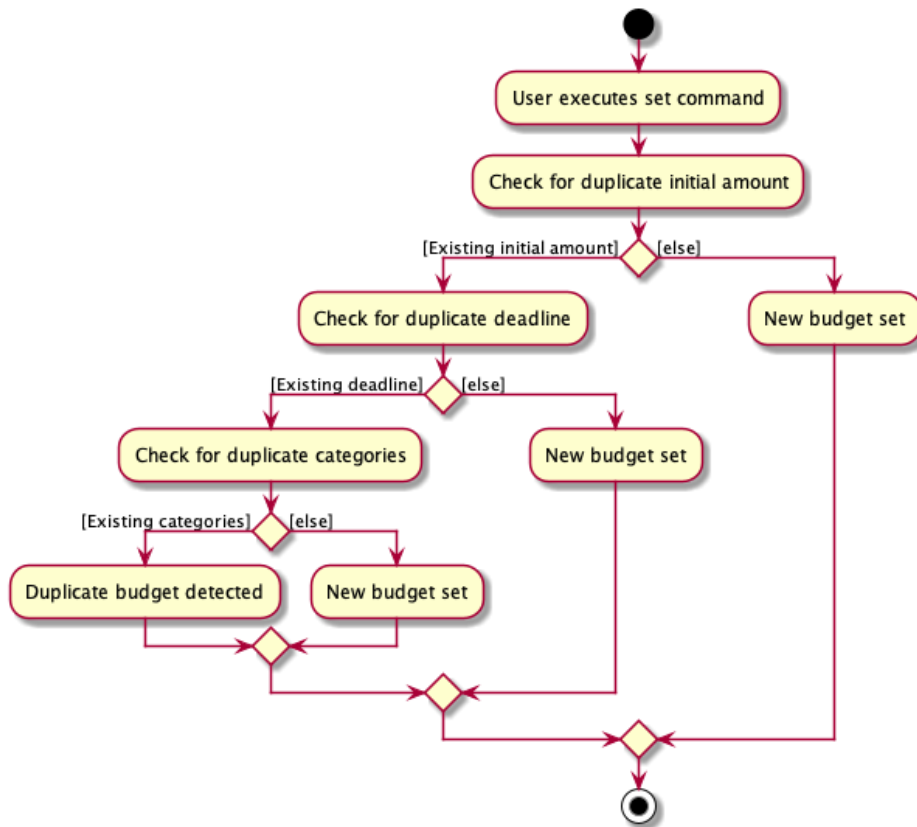 User executes set command
Check for duplicate initial amount
[Existing initial amount]
[else]
Check for duplicate deadline
New budget set
[Existing deadline]
[else]
Check for duplicate categories
New budget set
[Existing categories]
[else]
Duplicate budget detected
New budget set